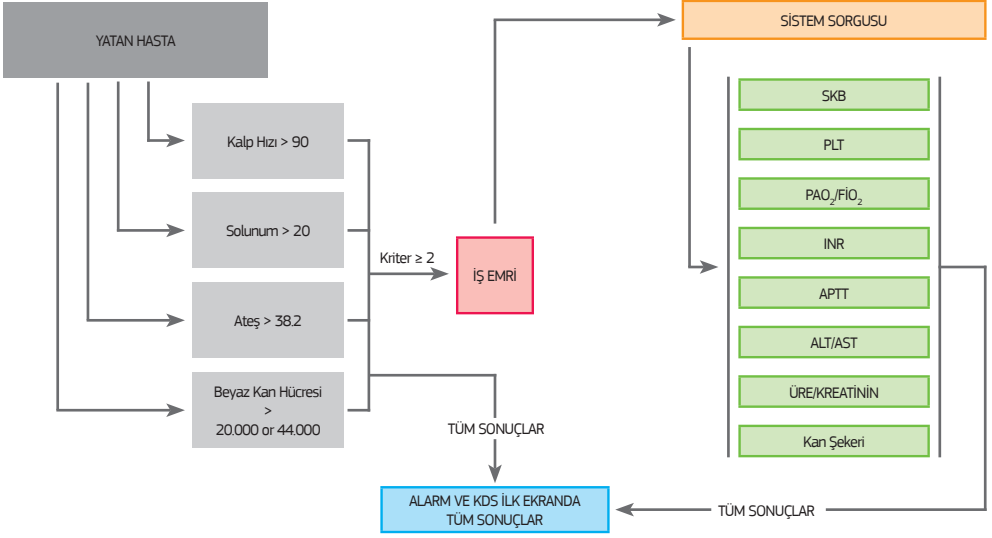 YATAN HASTA
Kalp Hızı > 90
Solunum > 20
Ateş > 38.2
Beyaz Kan Hücresi
>
20.000 or 44.000
Kriter ≥ 2
İŞ EMRİ
SİSTEM SORGUSU
SKB
PLT
PAO₂/FİO₂
INR
APTT
ALT/AST
ÜRE/KREATİNİN
Kan Şekeri
TÜM SONUÇLAR
ALARM VE KDS İLK EKRANDA
TÜM SONUÇLAR
TÜM SONUÇLAR